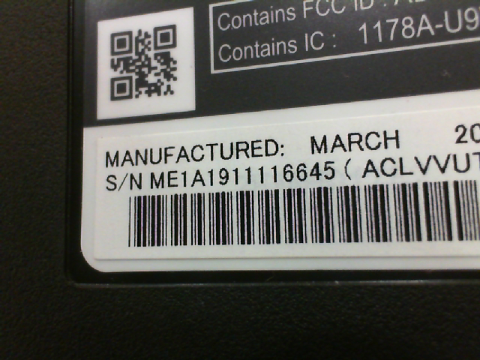 Contains FCC ID :
Contains IC : 1178A-U9
MANUFACTURED: MARCH 20
S/N ME1A1911116645 ( ACLVVUT